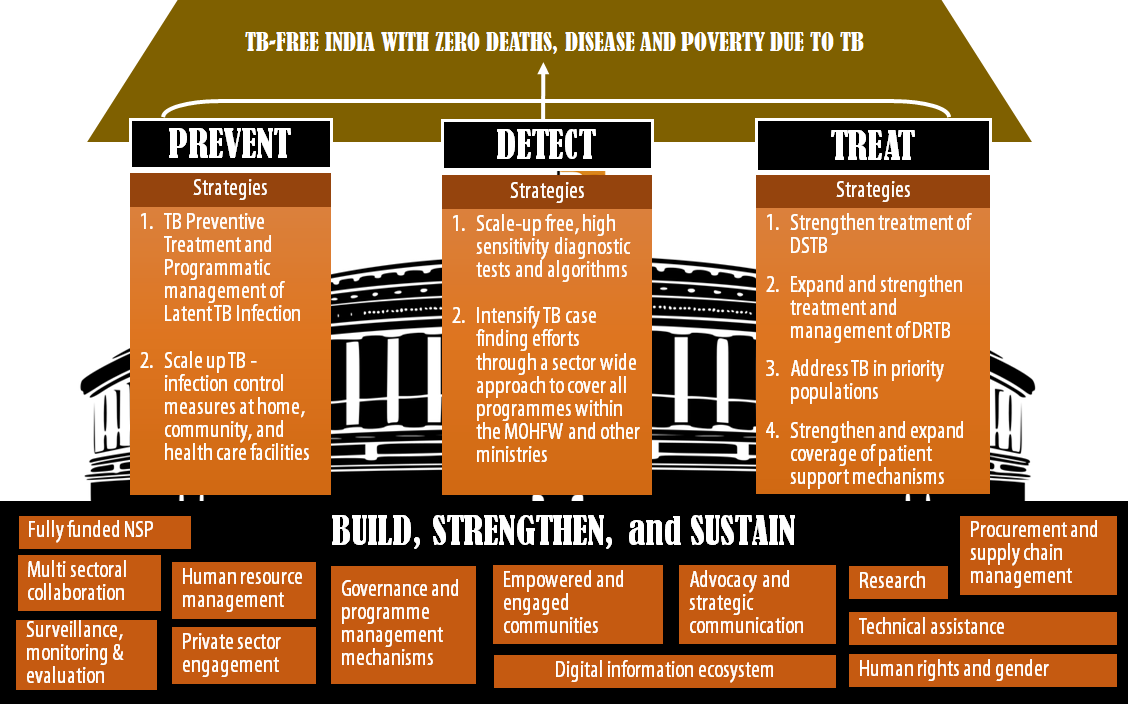 TB-FREE INDIA WITH ZERO DEATHS, DISEASE AND POVERTY DUE TO TB
PREVENT
Strategies
1. TB Preventive
Treatment and
Programmatic
management of
Latent TB Infection
2. Scale up TB -
infection control
measures at home,
community, and
health care facilities
DETECT
Strategies
1. Scale-up free, high
sensitivity diagnostic
tests and algorithms
2. Intensify TB case
finding efforts
through a sector wide
approach to cover all
programmes within
the MOHFW and other
ministries
TREAT
Strategies
1. Strengthen treatment of
DSTB
2. Expand and strengthen
treatment and
management of DRTB
3. Address TB in priority
populations
4. Strengthen and expand
coverage of patient
support mechanisms
BUILD, STRENGTHEN, and SUSTAIN
Fully funded NSP
Multi sectoral
collaboration
Surveillance,
monitoring &
evaluation
Human resource
management
Private sector
engagement
Governance and
programme
management
mechanisms
Empowered and
engaged
communities
Advocacy and
strategic
communication
Digital information ecosystem
Research
Procurement and
supply chain
management
Technical assistance
Human rights and gender